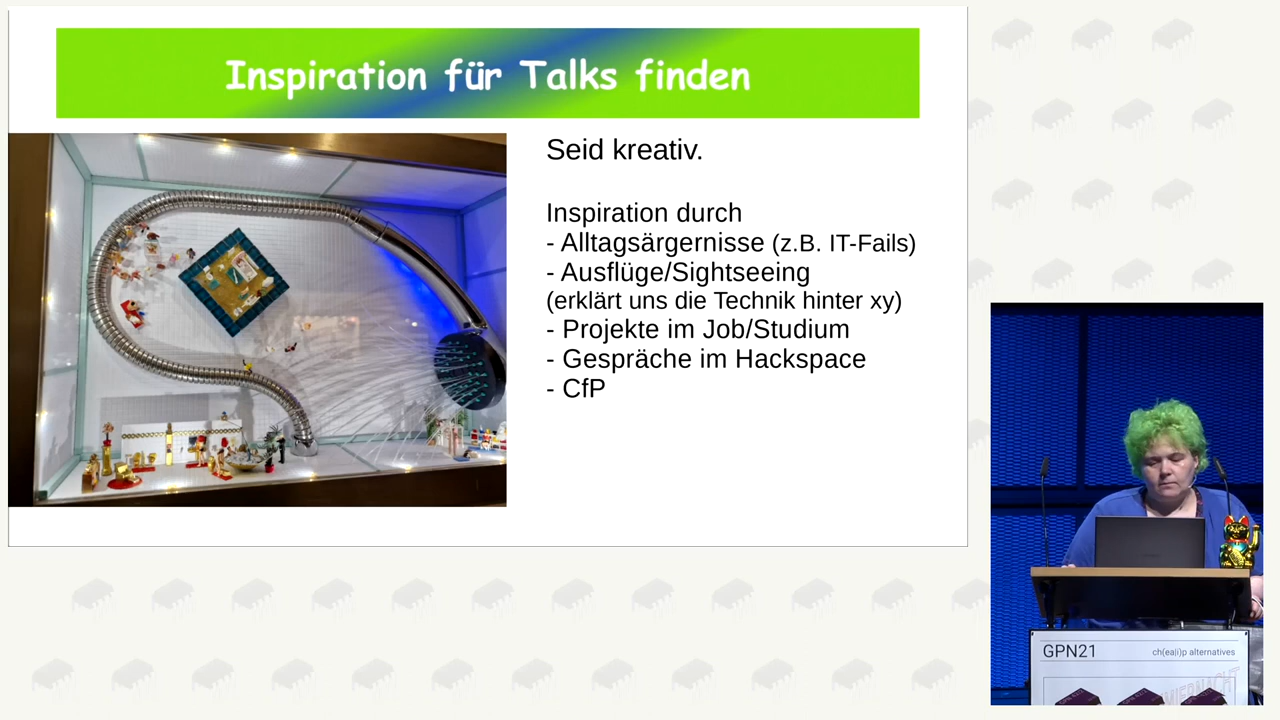 Inspiration für Talks finden
Seid kreativ.
Inspiration durch
- Alltagsärgernisse (z.B. IT-Fails)
- Ausflüge/Sightseeing
(erklärt uns die Technik hinter xy)
- Projekte im Job/Studium
- Gespräche im Hackspace
- CfP
GPN21
ch(ea|i)p alternatives